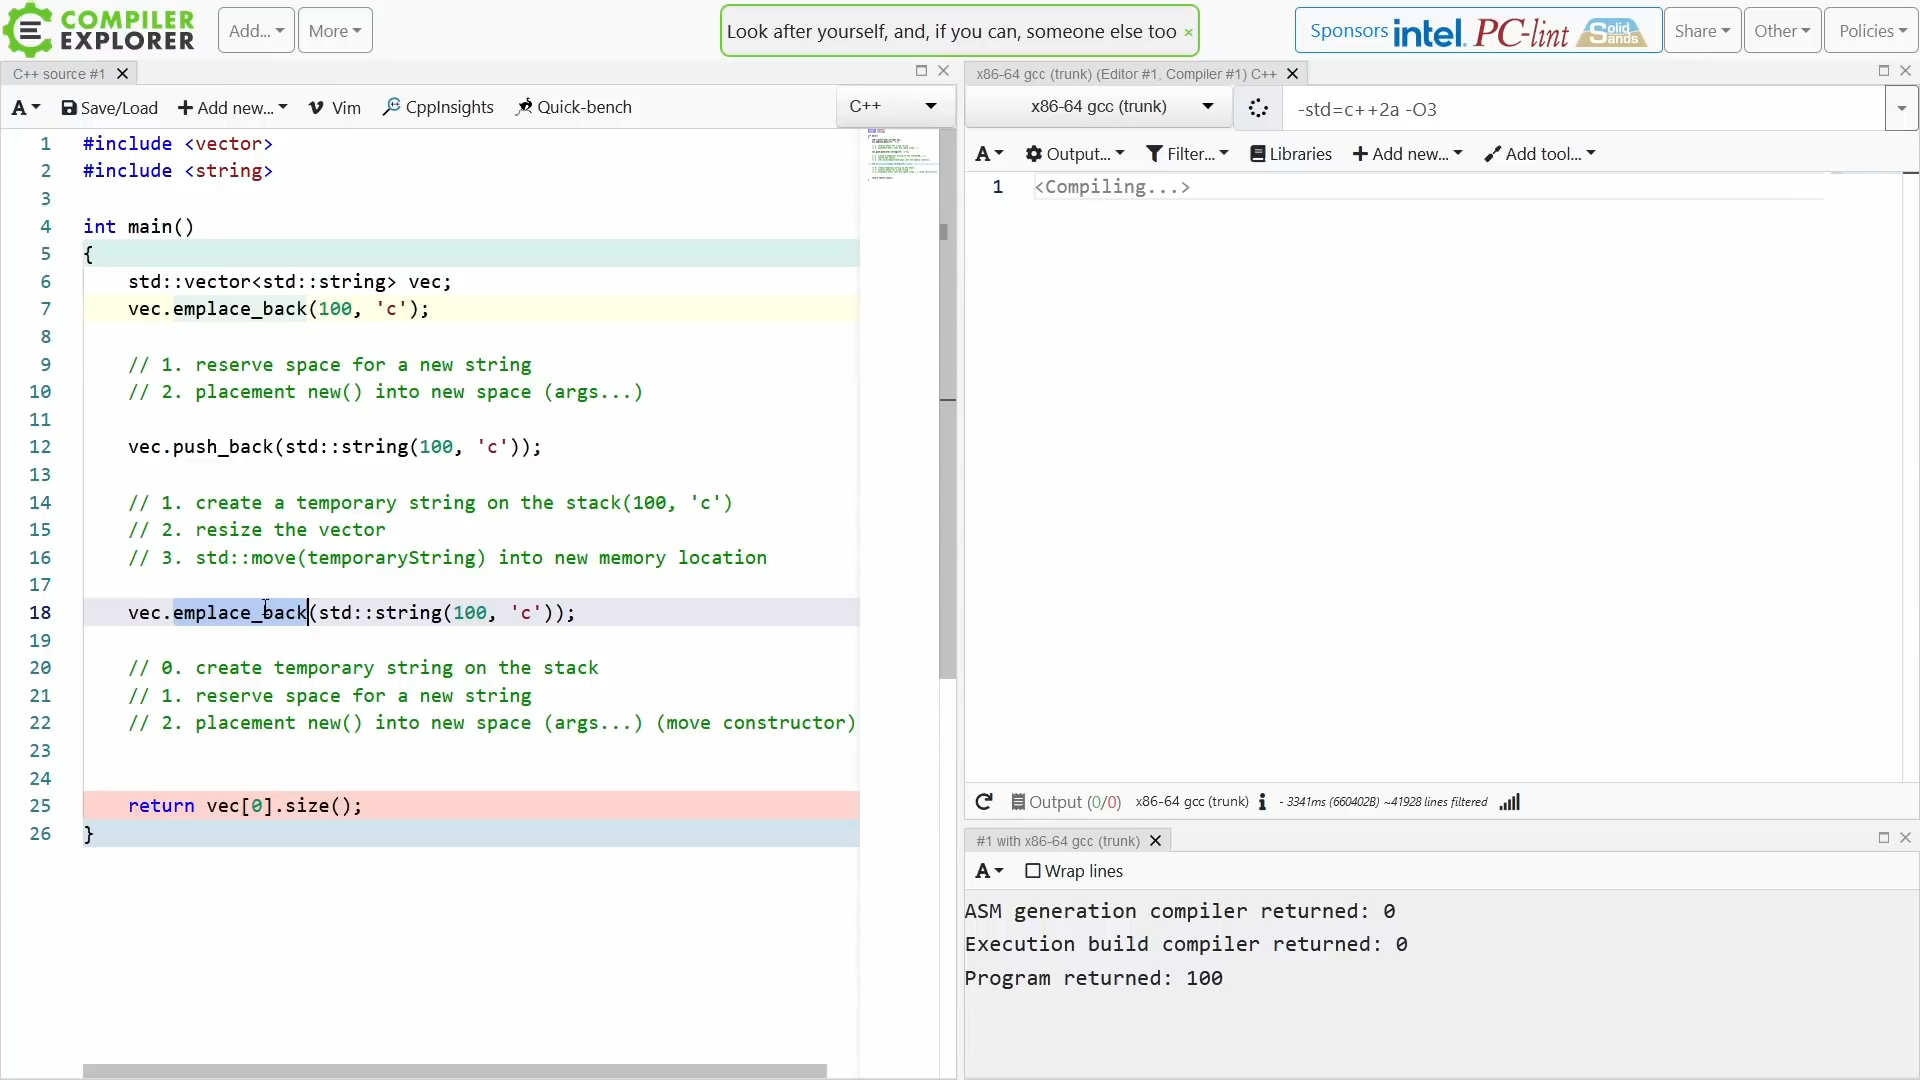 COMPILER EXPLORER
Add...
More
Look after yourself, and, if you can, someone else too ×
Sponsors intel. PC-lint Solid Sands
Share
Other
Policies
C++ source #1
A
Save/Load
Add new...
Vim
CppInsights
Quick-bench
C++
1 #include <vector>
2 #include <string>
3
4 int main()
5 {
6 std::vector<std::string> vec;
7 vec.emplace_back(100, 'c');
8
9 // 1. reserve space for a new string
10 // 2. placement new() into new space (args...)
11
12 vec.push_back(std::string(100, 'c'));
13
14 // 1. create a temporary string on the stack(100, 'c')
15 // 2. resize the vector
16 // 3. std::move(temporaryString) into new memory location
17
18 vec.emplace_back(std::string(100, 'c'));
19
20 // 0. create temporary string on the stack
21 // 1. reserve space for a new string
22 // 2. placement new() into new space (args...) (move constructor)
23
24
25 return vec[0].size();
26 }
x86-64 gcc (trunk) (Editor #1, Compiler #1) C++
x86-64 gcc (trunk)
-std=c++2a -O3
A
Output...
Filter...
Libraries
Add new...
Add tool...
1 <Compiling...>
Output (0/0) x86-64 gcc (trunk) i - 3341ms (660402B) ~41928 lines filtered
#1 with x86-64 gcc (trunk)
A
Wrap lines
ASM generation compiler returned: 0
Execution build compiler returned: 0
Program returned: 100